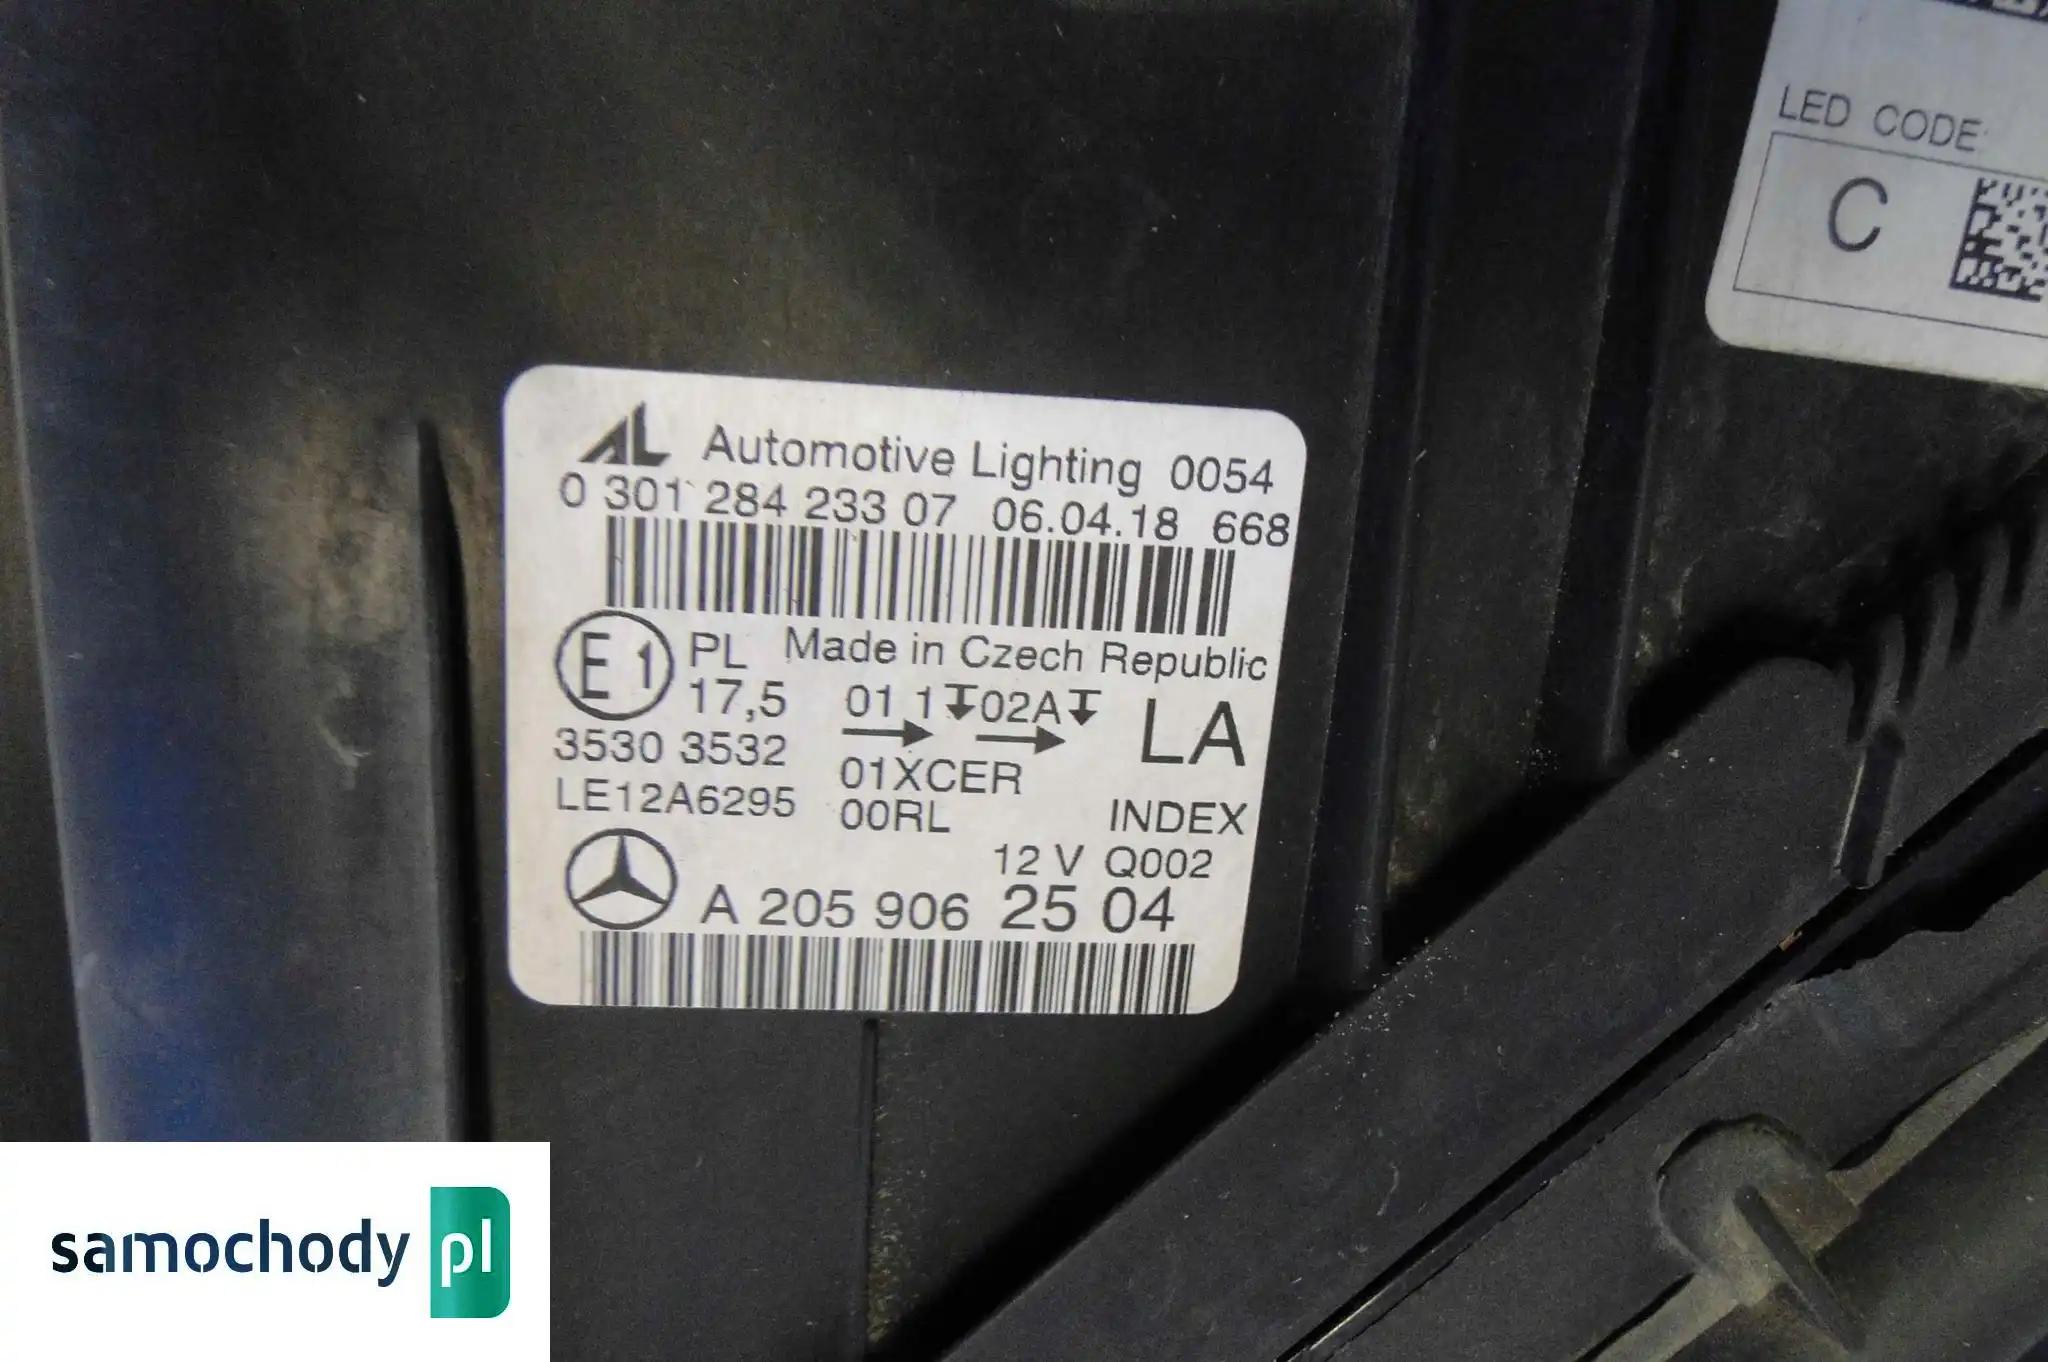 LED CODE:
C
AL Automotive Lighting 0054
0 301 284 233 07 06.04.18 668
E1 PL Made in Czech Republic
17,5 01 1 02A LA
3530 3532
01XCER
LE12A6295 00RL INDEX
12 V Q002
A 205 906 25 04
samochody pl